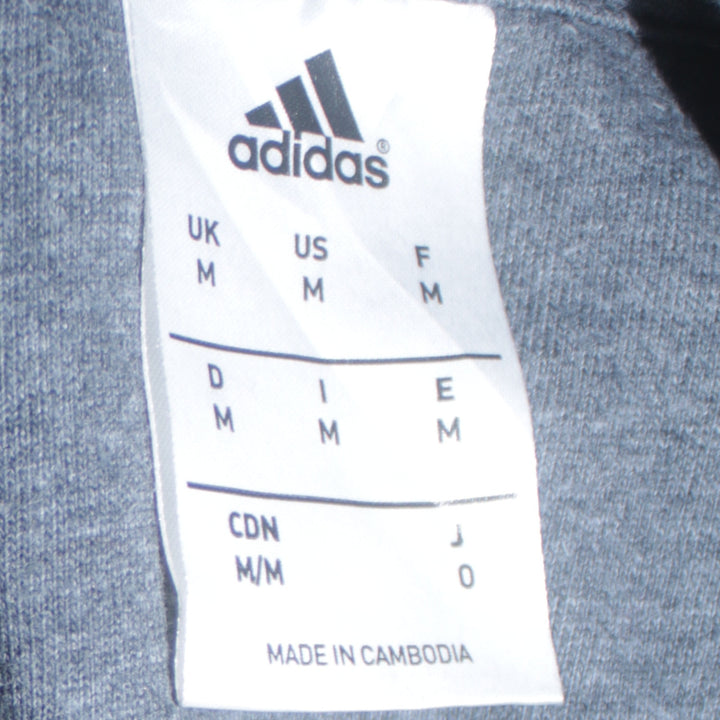 adidas®
UK US F
M M M
D I E
M M M
CDN J
M/M O
MADE IN CAMBODIA